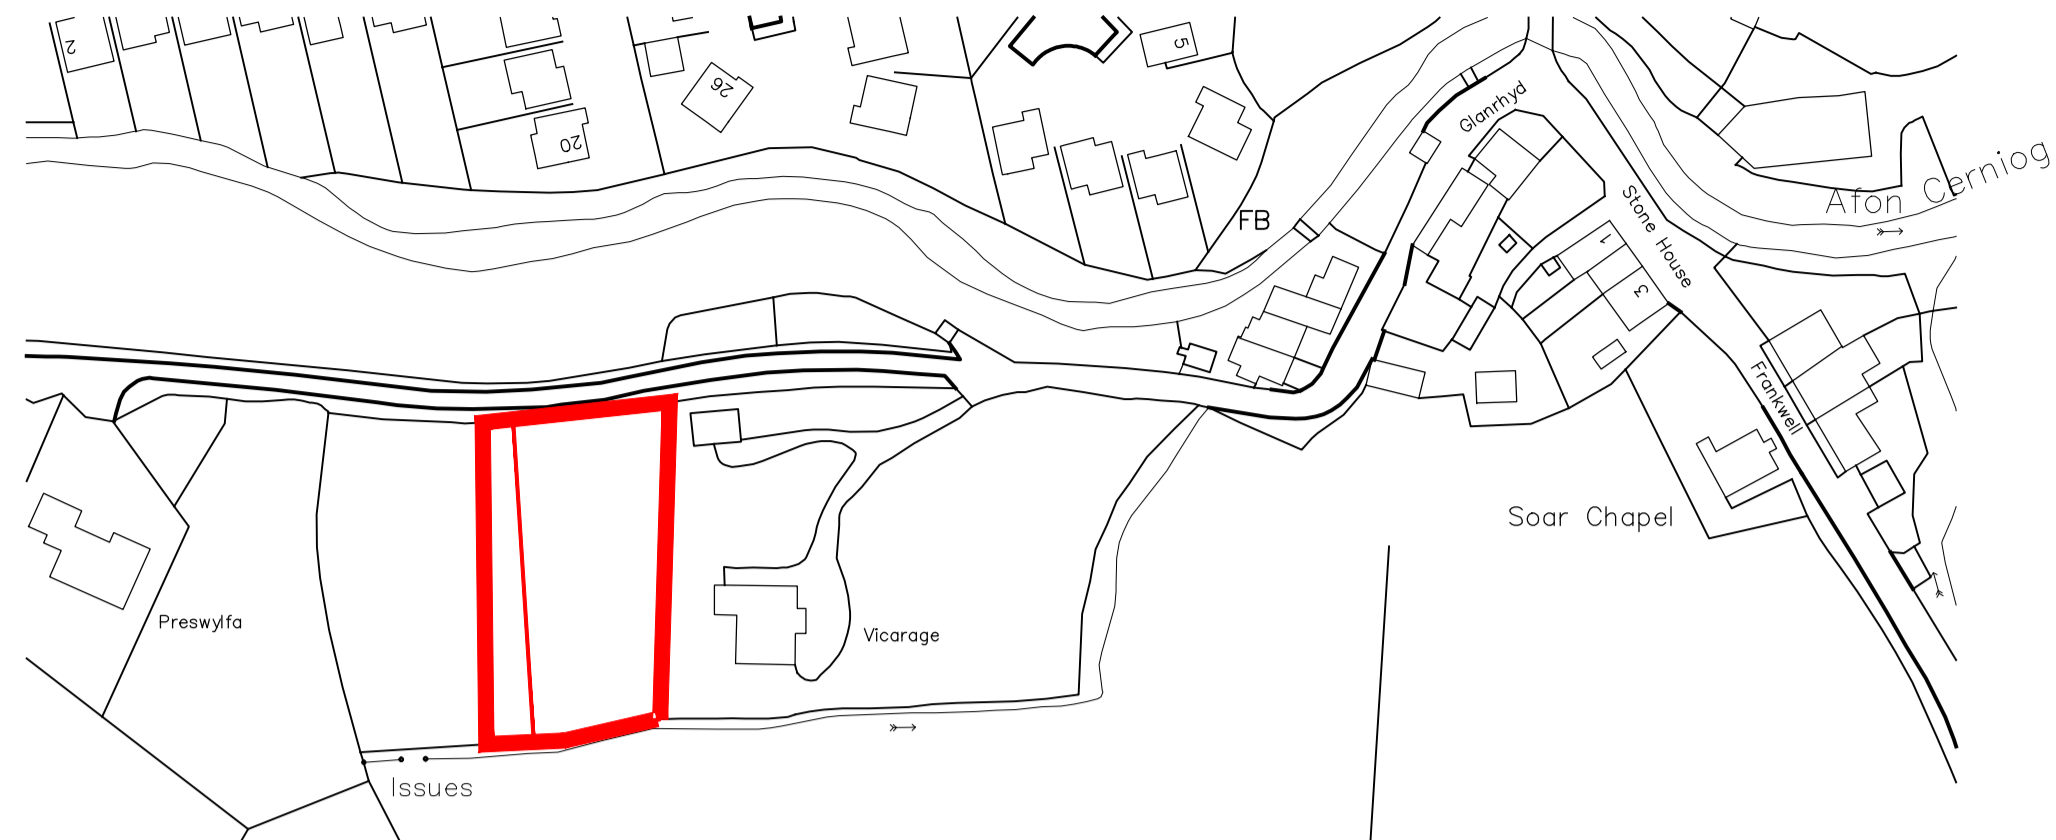 2
5
26
20
Glanrhyd
Afon Cerniog
FB
Stone House
1
3
Frankwell
Soar Chapel
Preswylfa
Vicarage
Issues